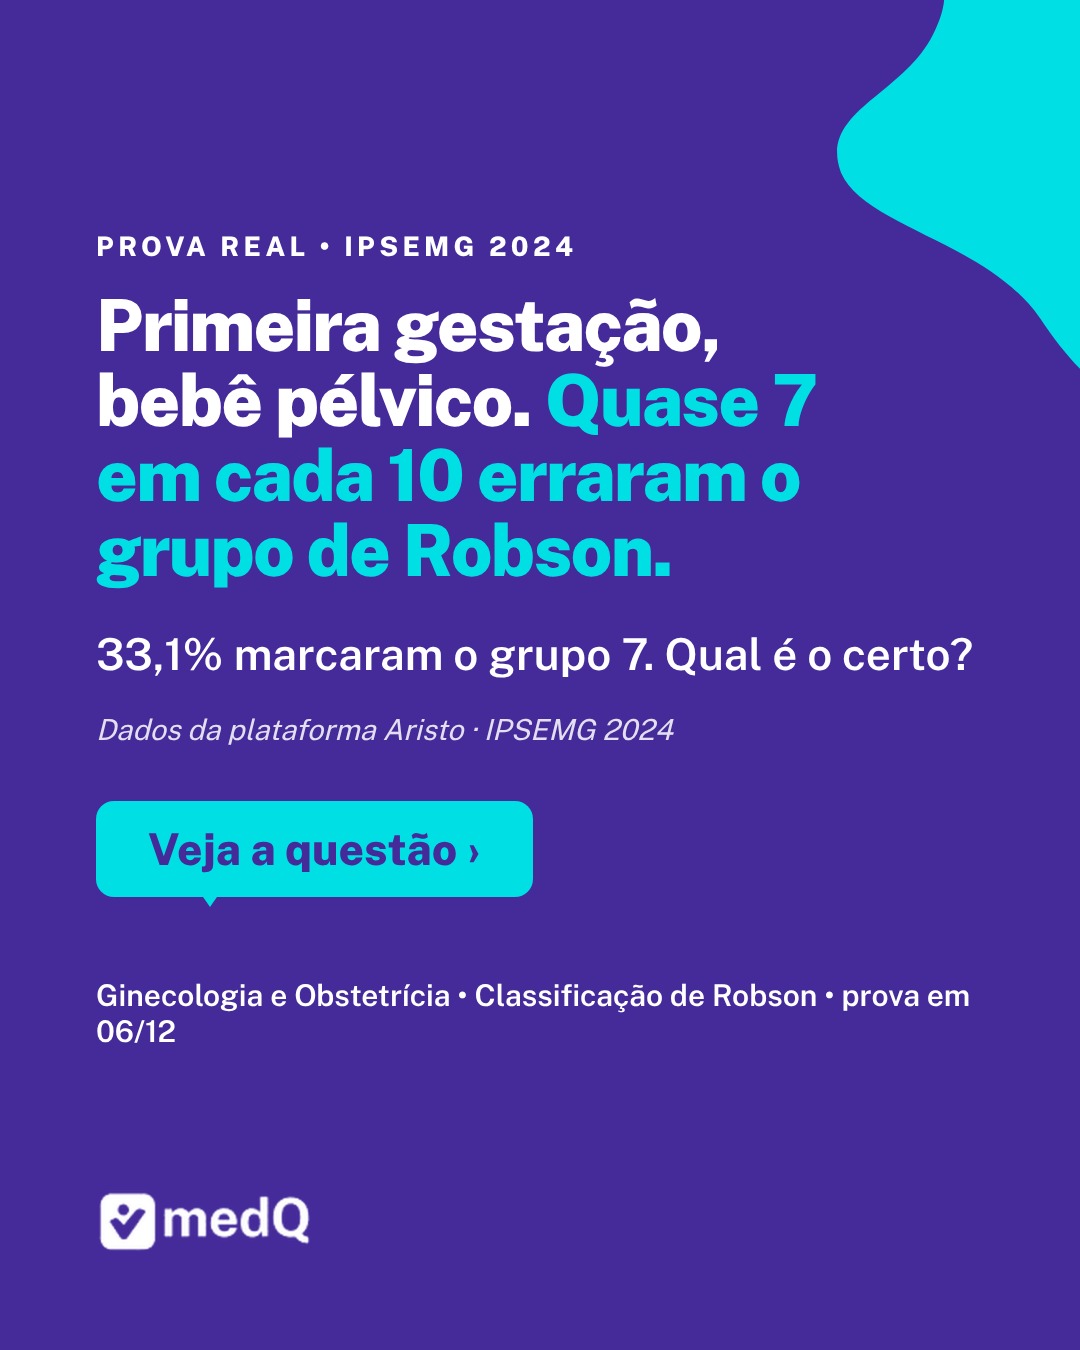 PROVA REAL • IPSEMG 2024
Primeira gestação,
bebê pélvico. Quase 7
em cada 10 erraram o
grupo de Robson.
33,1% marcaram o grupo 7. Qual é o certo?
Dados da plataforma Aristo · IPSEMG 2024
Veja a questão ›
Ginecologia e Obstetrícia • Classificação de Robson • prova em
06/12
medQ